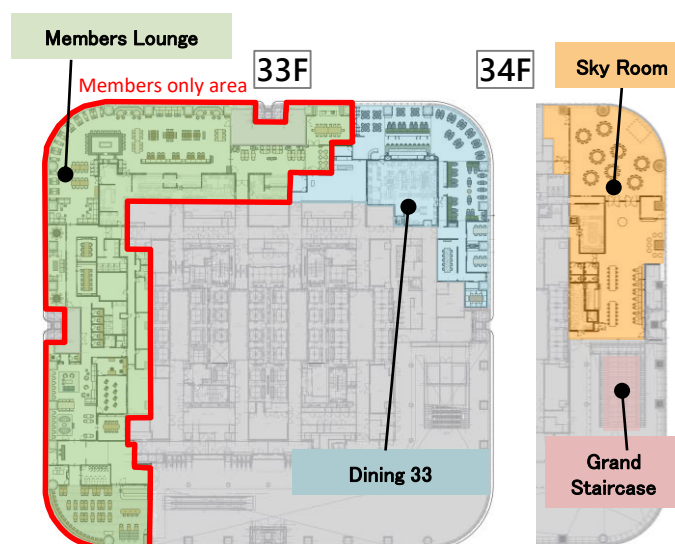 Members Lounge
33F
34F
Sky Room
Members only area
Dining 33
Grand
Staircase